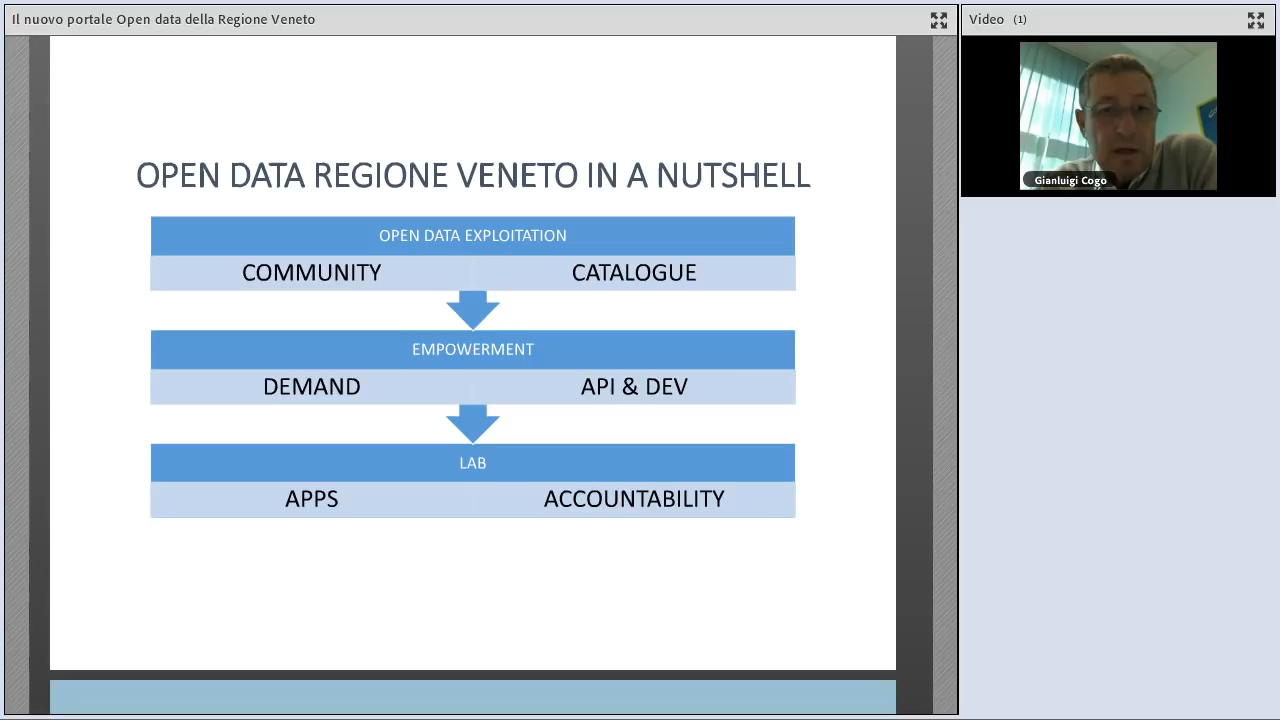 Il nuovo portale Open data della Regione Veneto
Video (1)
Gianluigi Cogo
OPEN DATA REGIONE VENETO IN A NUTSHELL
OPEN DATA EXPLOITATION
COMMUNITY CATALOGUE
EMPOWERMENT
DEMAND API & DEV
LAB
APPS ACCOUNTABILITY